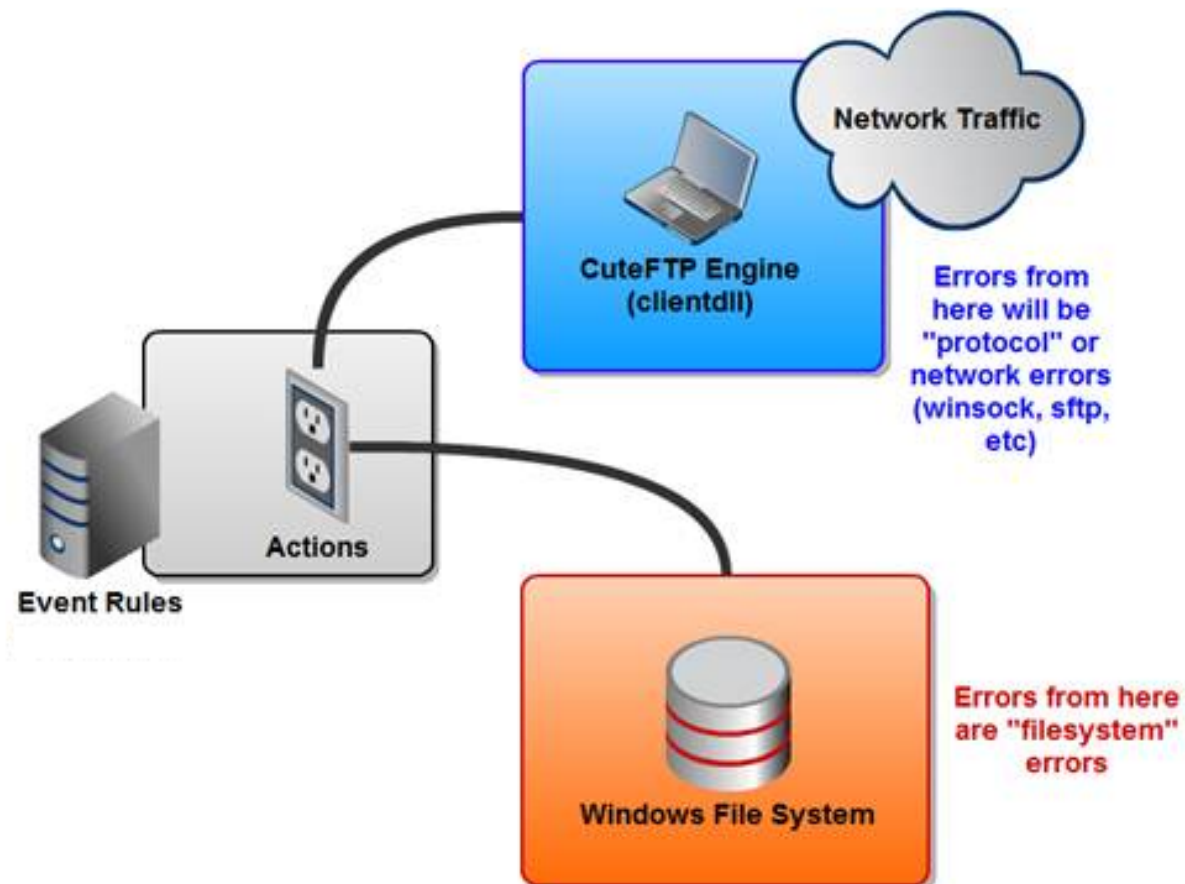 Network Traffic
CuteFTP Engine
(clientdll)
Errors from
here will be
"protocol" or
network errors
(winsock, sftp,
etc)
Actions
Event Rules
Windows File System
Errors from here
are "filesystem"
errors